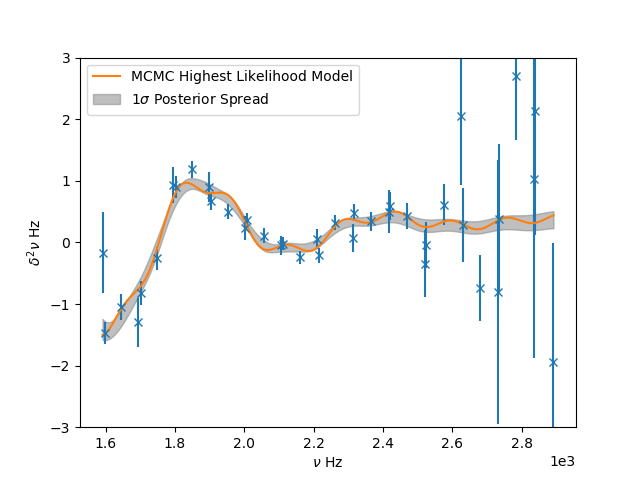 3
MCMC Highest Likelihood Model
1σ Posterior Spread
2
1
δ²ν Hz
0
−1
−2
−3
1.6 1.8 2.0 2.2 2.4 2.6 2.8
1e3
ν Hz